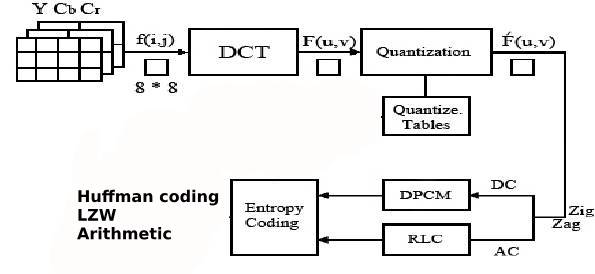 Y Cb Cr
f(i,j)
8 * 8
DCT
F(u,v)
Quantization
F́(u,v)
Quantize.
Tables
Huffman coding
LZW
Arithmetic
Entropy
Coding
DPCM
RLC
DC
AC
Zig
Zag